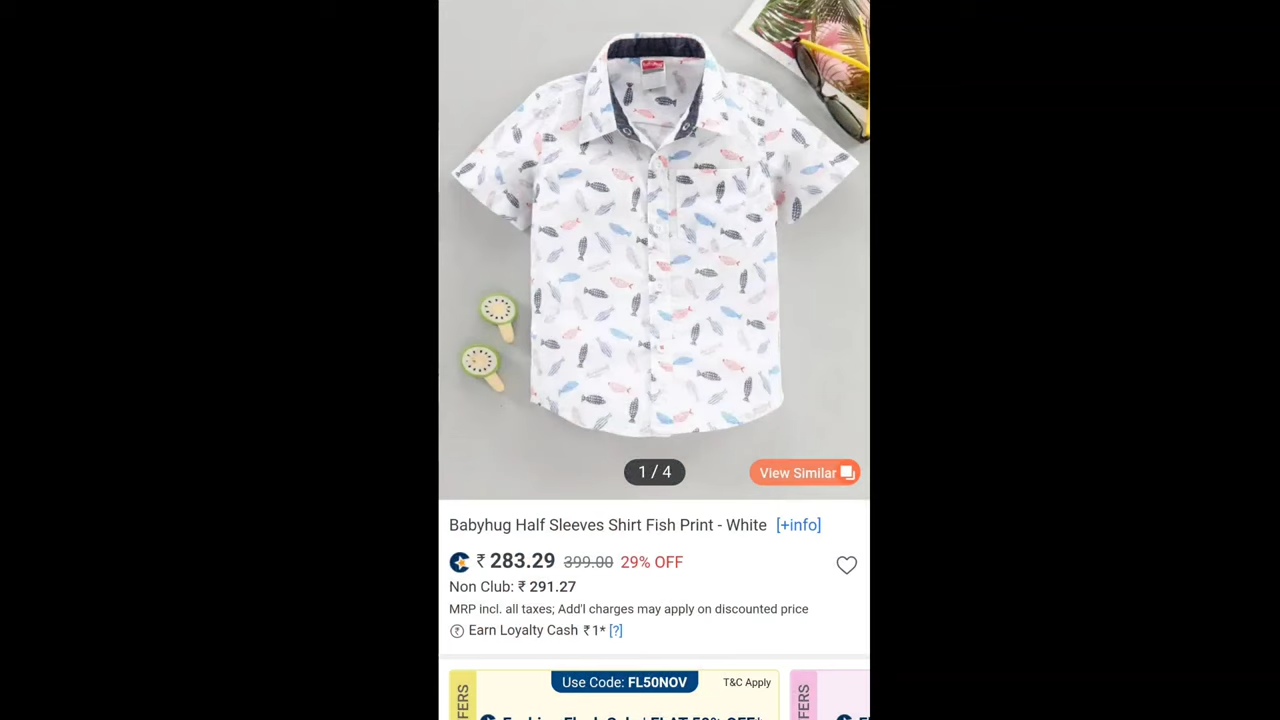 1 / 4
View Similar
Babyhug Half Sleeves Shirt Fish Print - White [+info]
₹ 283.29 399.00 29% OFF
Non Club: ₹ 291.27
MRP incl. all taxes; Add'l charges may apply on discounted price
Earn Loyalty Cash ₹ 1* [?]
Use Code: FL50NOV
T&C Apply